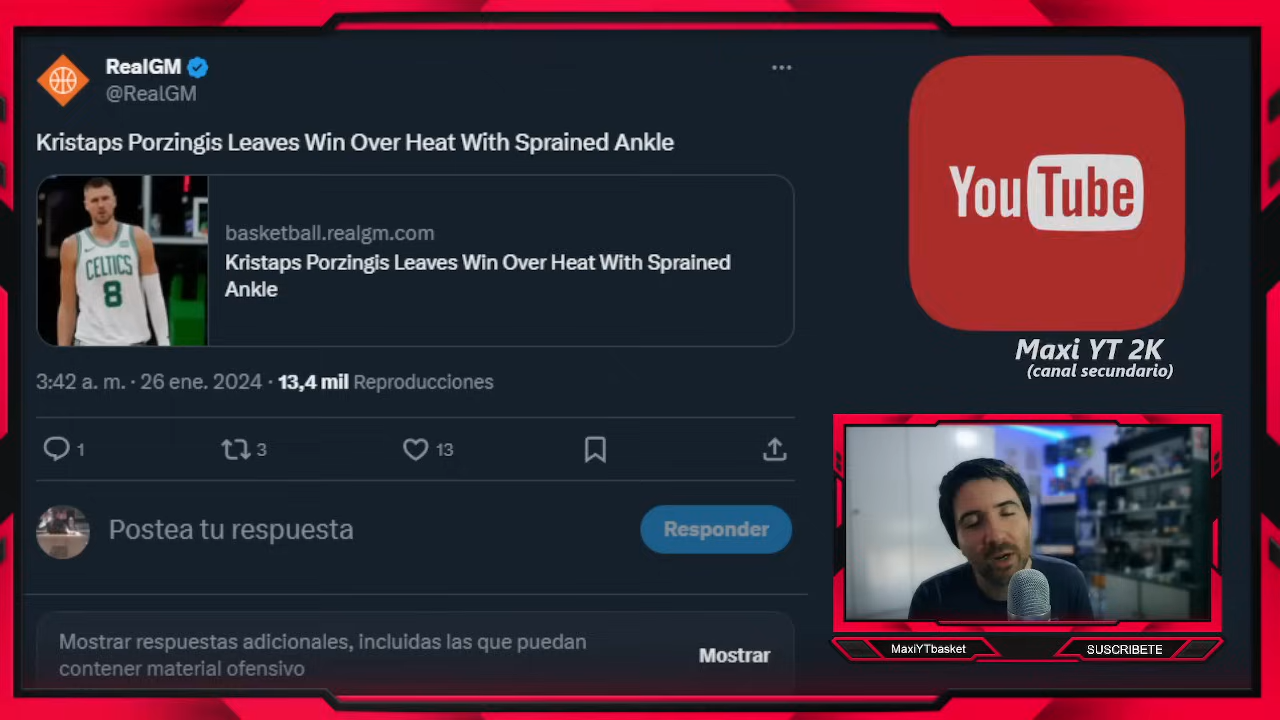 RealGM
@RealGM
Kristaps Porzingis Leaves Win Over Heat With Sprained Ankle
CELTICS
8
basketball.realgm.com
Kristaps Porzingis Leaves Win Over Heat With Sprained
Ankle
3:42 a. m. · 26 ene. 2024 · 13,4 mil Reproducciones
1
3
13
Postea tu respuesta
Responder
Mostrar respuestas adicionales, incluidas las que puedan
contener material ofensivo
Mostrar
YouTube
Maxi YT 2K
(canal secundario)
MaxiYTbasket
SUSCRIBETE